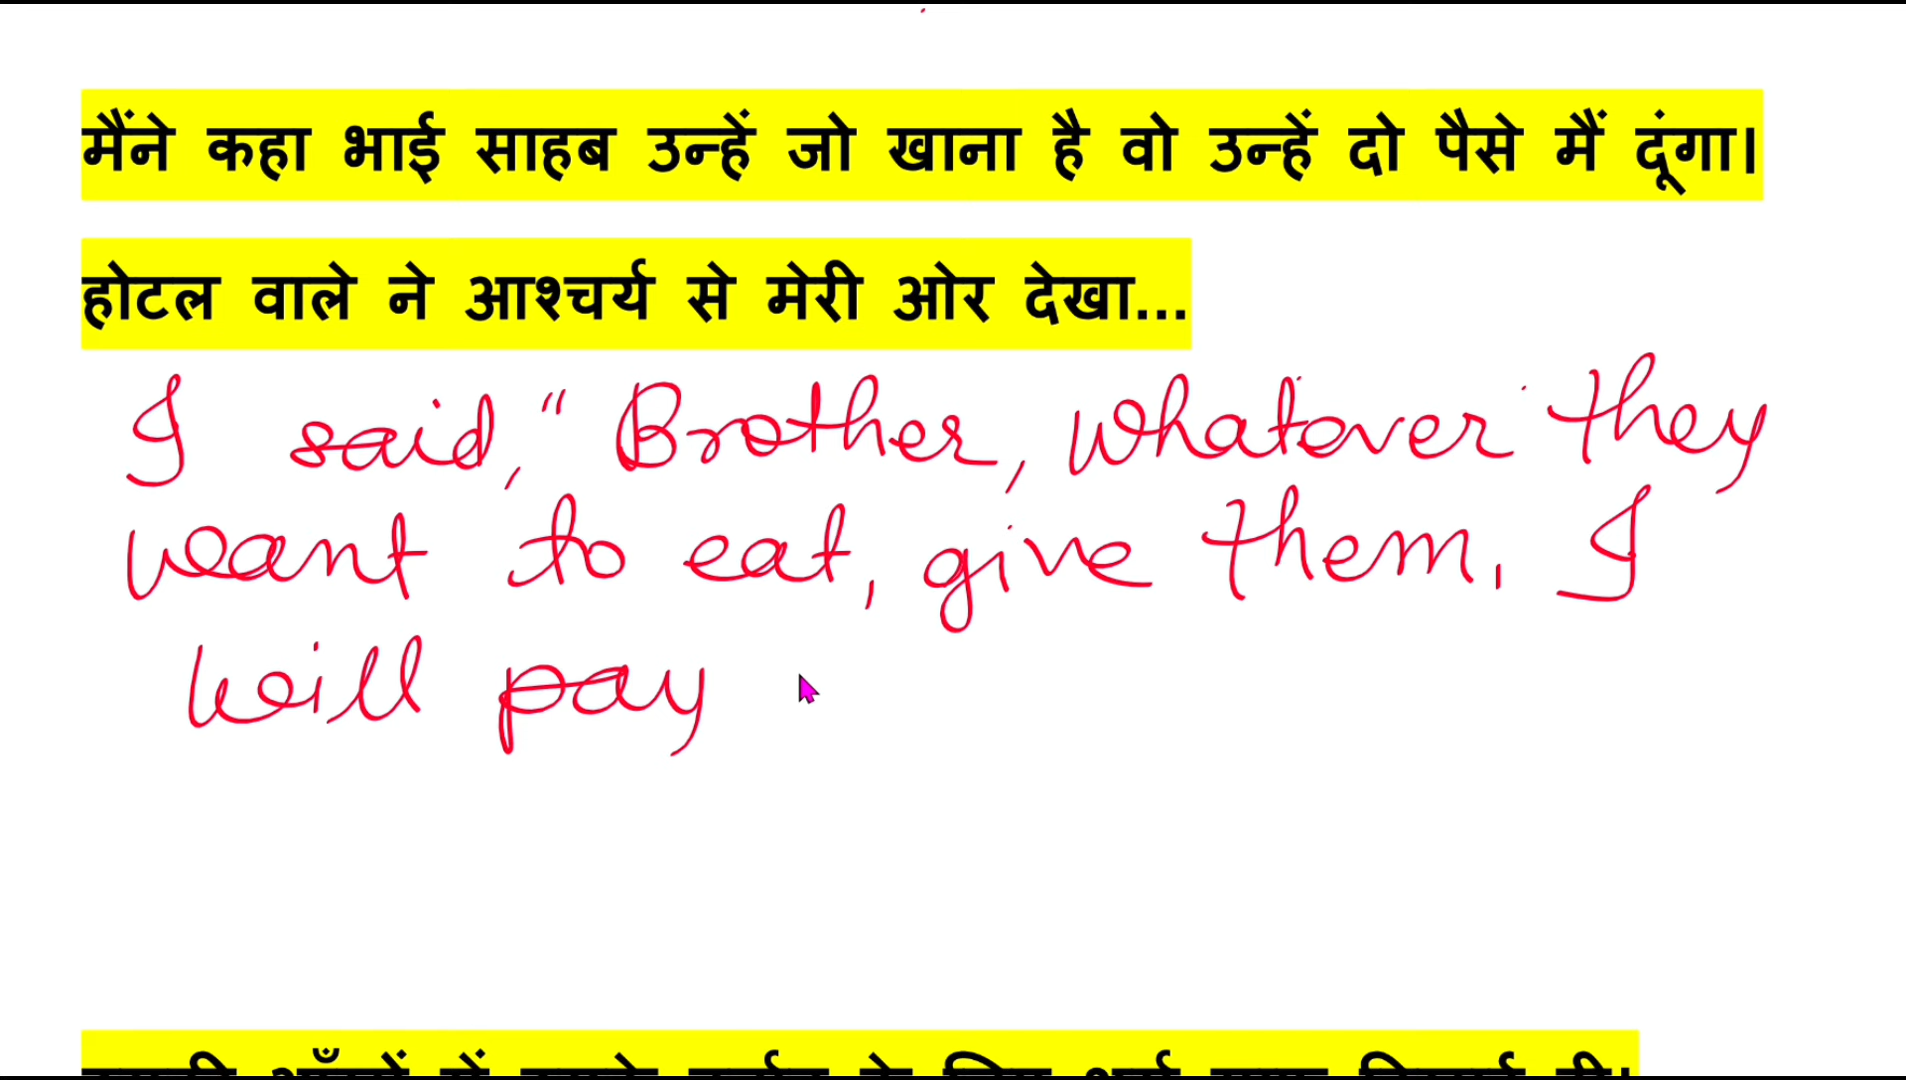 मैंने कहा भाई साहब उन्हें जो खाना है वो उन्हें दो पैसे मैं दूंगा।
होटल वाले ने आश्चर्य से मेरी ओर देखा...
I said, "Brother, whatever they
want to eat, give them. I
will pay